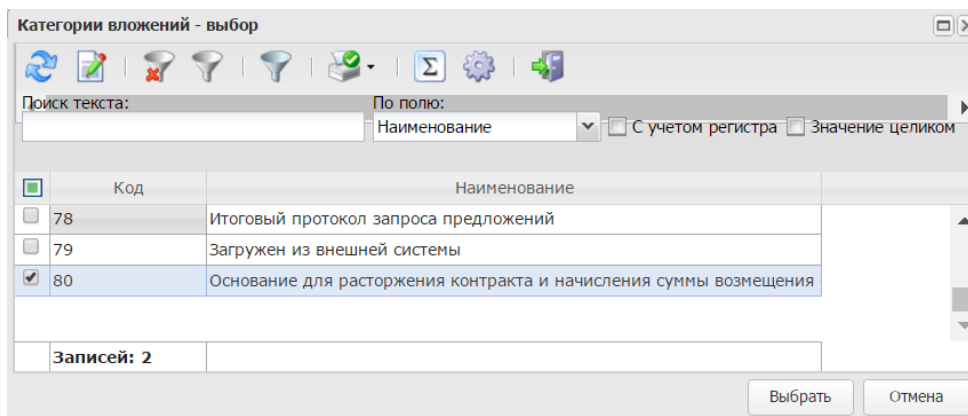 Категории вложений - выбор
Поиск текста:
По полю:
Наименование
С учетом регистра
Значение целиком
Код
Наименование
78
Итоговый протокол запроса предложений
79
Загружен из внешней системы
80
Основание для расторжения контракта и начисления суммы возмещения
Записей: 2
Выбрать
Отмена